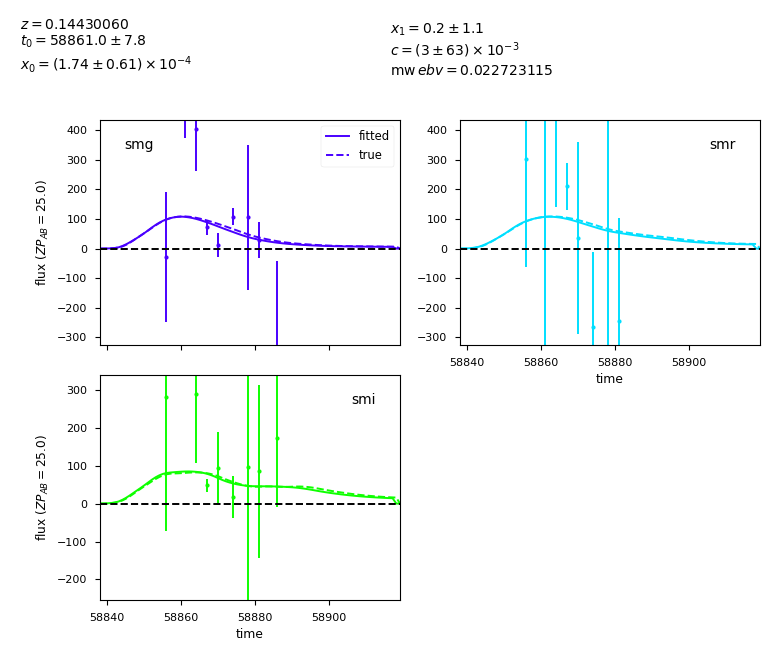 z = 0.14430060
t₀ = 58861.0 ± 7.8
x₀ = (1.74 ± 0.61) × 10⁻⁴
x₁ = 0.2 ± 1.1
c = (3 ± 63) × 10⁻³
mw ebv = 0.022723115
smg
fitted
true
400
300
200
100
0
−100
−200
−300
flux (ZP_AB = 25.0)
smr
400
300
200
100
0
−100
−200
−300
58840 58860 58880 58900
time
smi
300
200
100
0
−100
−200
flux (ZP_AB = 25.0)
58840 58860 58880 58900
time